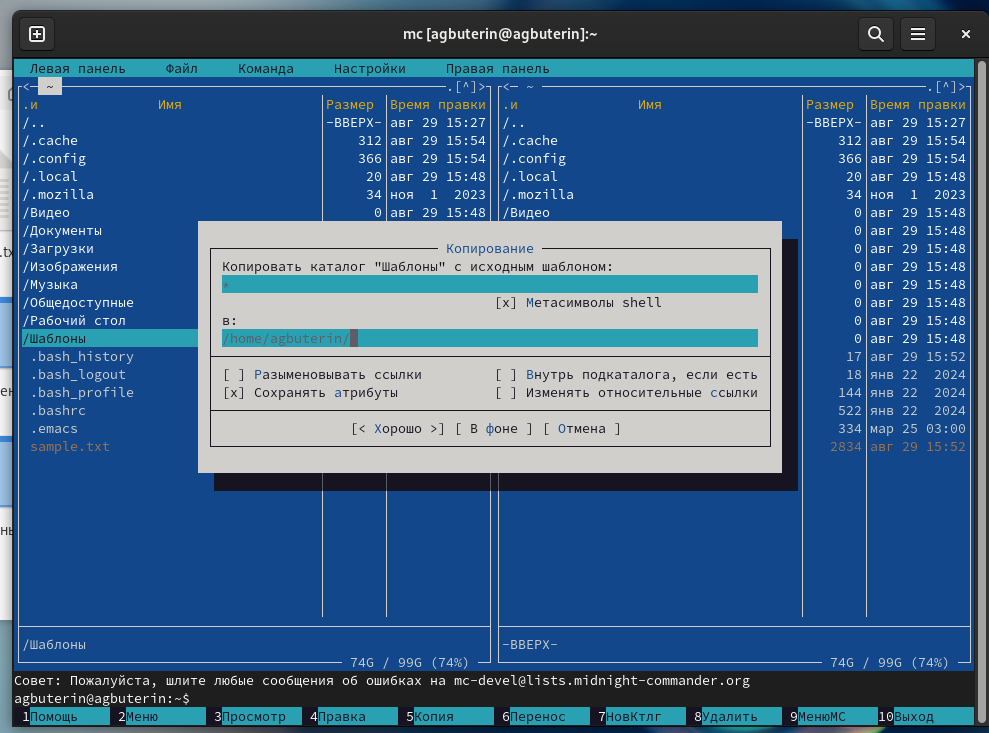 mc [agbuterin@agbuterin]:~
Левая панель Файл Команда Настройки Правая панель
<— ~ .[^]> <— ~ .[^]>
.и Имя Размер Время правки .и Имя Размер Время правки
/.. -ВВЕРХ- авг 29 15:27 /.. -ВВЕРХ- авг 29 15:27
/.cache 312 авг 29 15:54 /.cache 312 авг 29 15:54
/.config 366 авг 29 15:54 /.config 366 авг 29 15:54
/.local 20 авг 29 15:48 /.local 20 авг 29 15:48
/.mozilla 34 ноя 1 2023 /.mozilla 34 ноя 1 2023
/Видео 0 авг 29 15:48 /Видео 0 авг 29 15:48
/Документы 0 авг 29 15:48
/Загрузки Копирование 0 авг 29 15:48
/Изображения Копировать каталог "Шаблоны" с исходным шаблоном: 0 авг 29 15:48
/Музыка * 0 авг 29 15:48
/Общедоступные [x] Метасимволы shell 0 авг 29 15:48
/Рабочий стол в: 0 авг 29 15:48
/Шаблоны /home/agbuterin/ 0 авг 29 15:48
.bash_history 17 авг 29 15:52
.bash_logout [ ] Разыменовывать ссылки [ ] Внутрь подкаталога, если есть 18 янв 22 2024
.bash_profile [x] Сохранять атрибуты [ ] Изменять относительные ссылки 144 янв 22 2024
.bashrc 522 янв 22 2024
.emacs [< Хорошо >] [ В фоне ] [ Отмена ] 334 мар 25 03:00
sample.txt 2834 авг 29 15:52
/Шаблоны -ВВЕРХ-
74G / 99G (74%) 74G / 99G (74%)
Совет: Пожалуйста, шлите любые сообщения об ошибках на mc-devel@lists.midnight-commander.org
agbuterin@agbuterin:~$
1Помощь 2Меню 3Просмотр 4Правка 5Копия 6Перенос 7НовКтлг 8Удалить 9МенюMC 10Выход